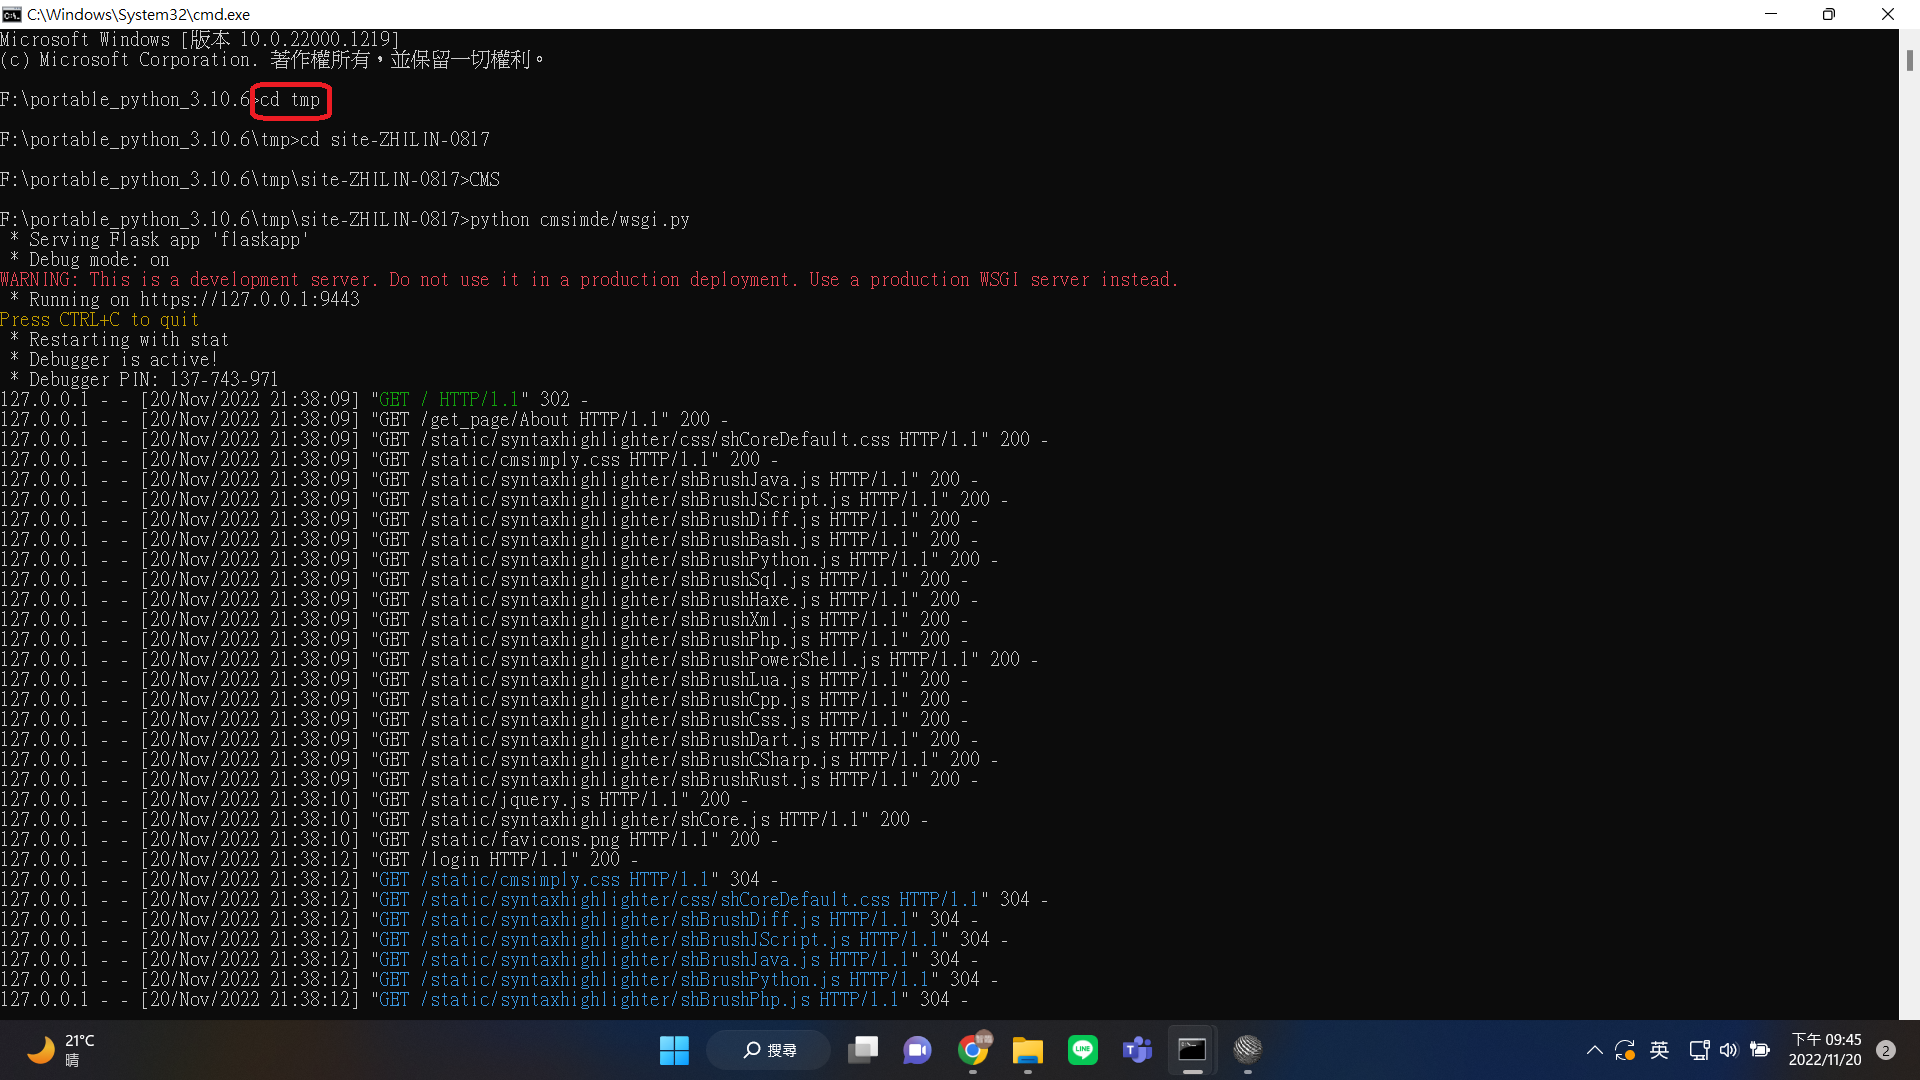 C:\Windows\System32\cmd.exe
Microsoft Windows [版本 10.0.22000.1219]
(c) Microsoft Corporation. 著作權所有，並保留一切權利。
F:\portable_python_3.10.6>cd tmp
F:\portable_python_3.10.6\tmp>cd site-ZHILIN-0817
F:\portable_python_3.10.6\tmp\site-ZHILIN-0817>CMS
F:\portable_python_3.10.6\tmp\site-ZHILIN-0817>python cmsimde/wsgi.py
* Serving Flask app 'flaskapp'
* Debug mode: on
WARNING: This is a development server. Do not use it in a production deployment. Use a production WSGI server instead.
* Running on https://127.0.0.1:9443
Press CTRL+C to quit
* Restarting with stat
* Debugger is active!
* Debugger PIN: 137-743-971
127.0.0.1 - - [20/Nov/2022 21:38:09] "GET / HTTP/1.1" 302 -
127.0.0.1 - - [20/Nov/2022 21:38:09] "GET /get_page/About HTTP/1.1" 200 -
127.0.0.1 - - [20/Nov/2022 21:38:09] "GET /static/syntaxhighlighter/css/shCoreDefault.css HTTP/1.1" 200 -
127.0.0.1 - - [20/Nov/2022 21:38:09] "GET /static/cmsimply.css HTTP/1.1" 200 -
127.0.0.1 - - [20/Nov/2022 21:38:09] "GET /static/syntaxhighlighter/shBrushJava.js HTTP/1.1" 200 -
127.0.0.1 - - [20/Nov/2022 21:38:09] "GET /static/syntaxhighlighter/shBrushJScript.js HTTP/1.1" 200 -
127.0.0.1 - - [20/Nov/2022 21:38:09] "GET /static/syntaxhighlighter/shBrushDiff.js HTTP/1.1" 200 -
127.0.0.1 - - [20/Nov/2022 21:38:09] "GET /static/syntaxhighlighter/shBrushBash.js HTTP/1.1" 200 -
127.0.0.1 - - [20/Nov/2022 21:38:09] "GET /static/syntaxhighlighter/shBrushPython.js HTTP/1.1" 200 -
127.0.0.1 - - [20/Nov/2022 21:38:09] "GET /static/syntaxhighlighter/shBrushSql.js HTTP/1.1" 200 -
127.0.0.1 - - [20/Nov/2022 21:38:09] "GET /static/syntaxhighlighter/shBrushHaxe.js HTTP/1.1" 200 -
127.0.0.1 - - [20/Nov/2022 21:38:09] "GET /static/syntaxhighlighter/shBrushXml.js HTTP/1.1" 200 -
127.0.0.1 - - [20/Nov/2022 21:38:09] "GET /static/syntaxhighlighter/shBrushPhp.js HTTP/1.1" 200 -
127.0.0.1 - - [20/Nov/2022 21:38:09] "GET /static/syntaxhighlighter/shBrushPowerShell.js HTTP/1.1" 200 -
127.0.0.1 - - [20/Nov/2022 21:38:09] "GET /static/syntaxhighlighter/shBrushLua.js HTTP/1.1" 200 -
127.0.0.1 - - [20/Nov/2022 21:38:09] "GET /static/syntaxhighlighter/shBrushCpp.js HTTP/1.1" 200 -
127.0.0.1 - - [20/Nov/2022 21:38:09] "GET /static/syntaxhighlighter/shBrushCss.js HTTP/1.1" 200 -
127.0.0.1 - - [20/Nov/2022 21:38:09] "GET /static/syntaxhighlighter/shBrushDart.js HTTP/1.1" 200 -
127.0.0.1 - - [20/Nov/2022 21:38:09] "GET /static/syntaxhighlighter/shBrushCSharp.js HTTP/1.1" 200 -
127.0.0.1 - - [20/Nov/2022 21:38:09] "GET /static/syntaxhighlighter/shBrushRust.js HTTP/1.1" 200 -
127.0.0.1 - - [20/Nov/2022 21:38:10] "GET /static/jquery.js HTTP/1.1" 200 -
127.0.0.1 - - [20/Nov/2022 21:38:10] "GET /static/syntaxhighlighter/shCore.js HTTP/1.1" 200 -
127.0.0.1 - - [20/Nov/2022 21:38:10] "GET /static/favicons.png HTTP/1.1" 200 -
127.0.0.1 - - [20/Nov/2022 21:38:12] "GET /login HTTP/1.1" 200 -
127.0.0.1 - - [20/Nov/2022 21:38:12] "GET /static/cmsimply.css HTTP/1.1" 304 -
127.0.0.1 - - [20/Nov/2022 21:38:12] "GET /static/syntaxhighlighter/css/shCoreDefault.css HTTP/1.1" 304 -
127.0.0.1 - - [20/Nov/2022 21:38:12] "GET /static/syntaxhighlighter/shBrushDiff.js HTTP/1.1" 304 -
127.0.0.1 - - [20/Nov/2022 21:38:12] "GET /static/syntaxhighlighter/shBrushJScript.js HTTP/1.1" 304 -
127.0.0.1 - - [20/Nov/2022 21:38:12] "GET /static/syntaxhighlighter/shBrushJava.js HTTP/1.1" 304 -
127.0.0.1 - - [20/Nov/2022 21:38:12] "GET /static/syntaxhighlighter/shBrushPython.js HTTP/1.1" 304 -
127.0.0.1 - - [20/Nov/2022 21:38:12] "GET /static/syntaxhighlighter/shBrushPhp.js HTTP/1.1" 304 -
21°C
晴
搜尋
LINE
英
下午 09:45
2022/11/20
2